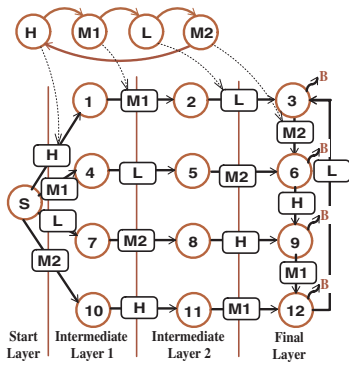 H M1 L M2
1 M1 2 L 3 B
M2
H
4 L 5 M2 6 B
M1
L
S
H
L
7 M2 8 H 9 B
M2
M1
10 H 11 M1 12 B
Start Intermediate Intermediate Final
Layer Layer 1 Layer 2 Layer